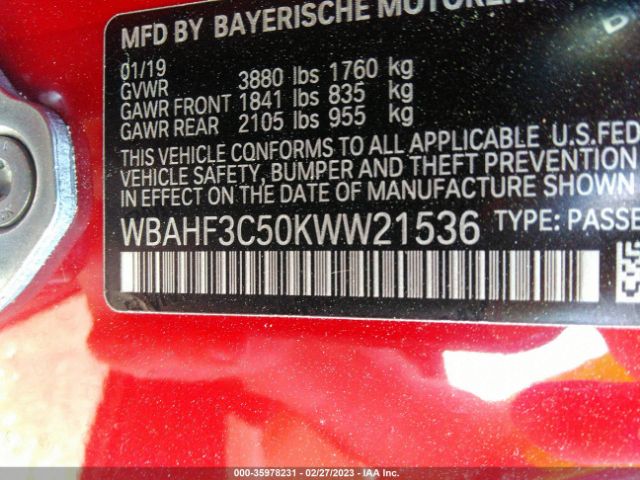 MFD BY BAYERISCHE MOTOREN
01/19
GVWR 3880 lbs 1760 kg
GAWR FRONT 1841 lbs 835 kg
GAWR REAR 2105 lbs 955 kg
THIS VEHICLE CONFORMS TO ALL APPLICABLE U.S.FED
VEHICLE SAFETY, BUMPER AND THEFT PREVENTION
IN EFFECT ON THE DATE OF MANUFACTURE SHOWN
WBAHF3C50KWW21536 TYPE: PASSE
000-35978231 - 02/27/2023 - IAA Inc.